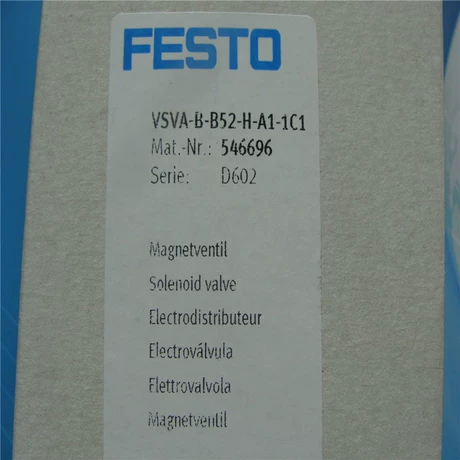 FESTO
VSVA-B-B52-H-A1-1C1
Mat.-Nr.: 546696
Serie: D602
Magnetventil
Solenoid valve
Electrodistributeur
Electroválvula
Elettrovalvola
Magnetventil